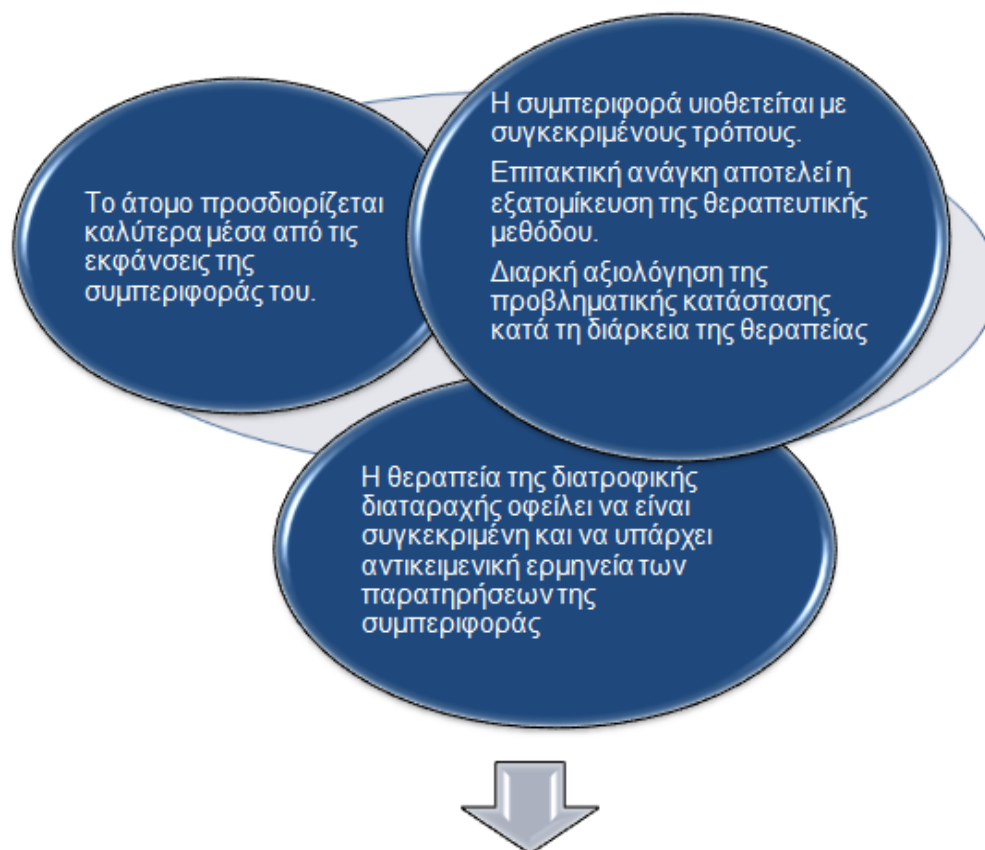 Το άτομο προσδιορίζεται
καλύτερα μέσα από τις
εκφάνσεις της
συμπεριφοράς του.
Η συμπεριφορά υιοθετείται με
συγκεκριμένους τρόπους.
Επιτακτική ανάγκη αποτελεί η
εξατομίκευση της θεραπευτικής
μεθόδου.
Διαρκή αξιολόγηση της
προβληματικής κατάστασης
κατά τη διάρκεια της θεραπείας
Η θεραπεία της διατροφικής
διαταραχής οφείλει να είναι
συγκεκριμένη και να υπάρχει
αντικειμενική ερμηνεία των
παρατηρήσεων της
συμπεριφοράς